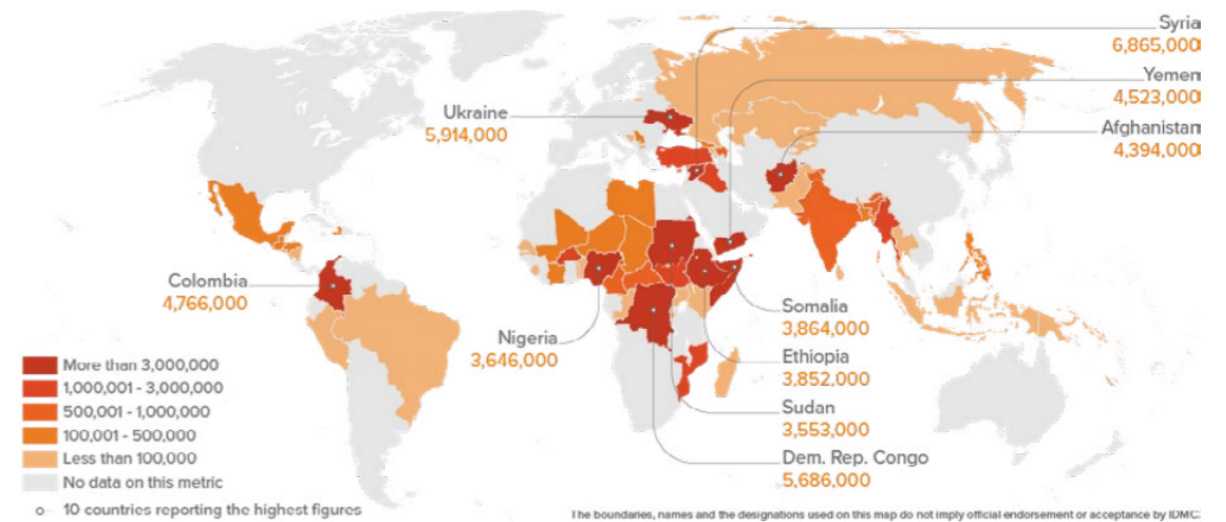 Syria
6,865,000
Yemen
4,523,000
Afghanistan
4,394,000
Ukraine
5,914,000
Colombia
4,766,000
Nigeria
3,646,000
Somalia
3,864,000
Ethiopia
3,852,000
Sudan
3,553,000
Dem. Rep. Congo
5,686,000
More than 3,000,000
1,000,001 - 3,000,000
500,001 - 1,000,000
100,001 - 500,000
Less than 100,000
No data on this metric
10 countries reporting the highest figures
The boundaries, names and the designations used on this map do not imply official endorsement or acceptance by IDMC.